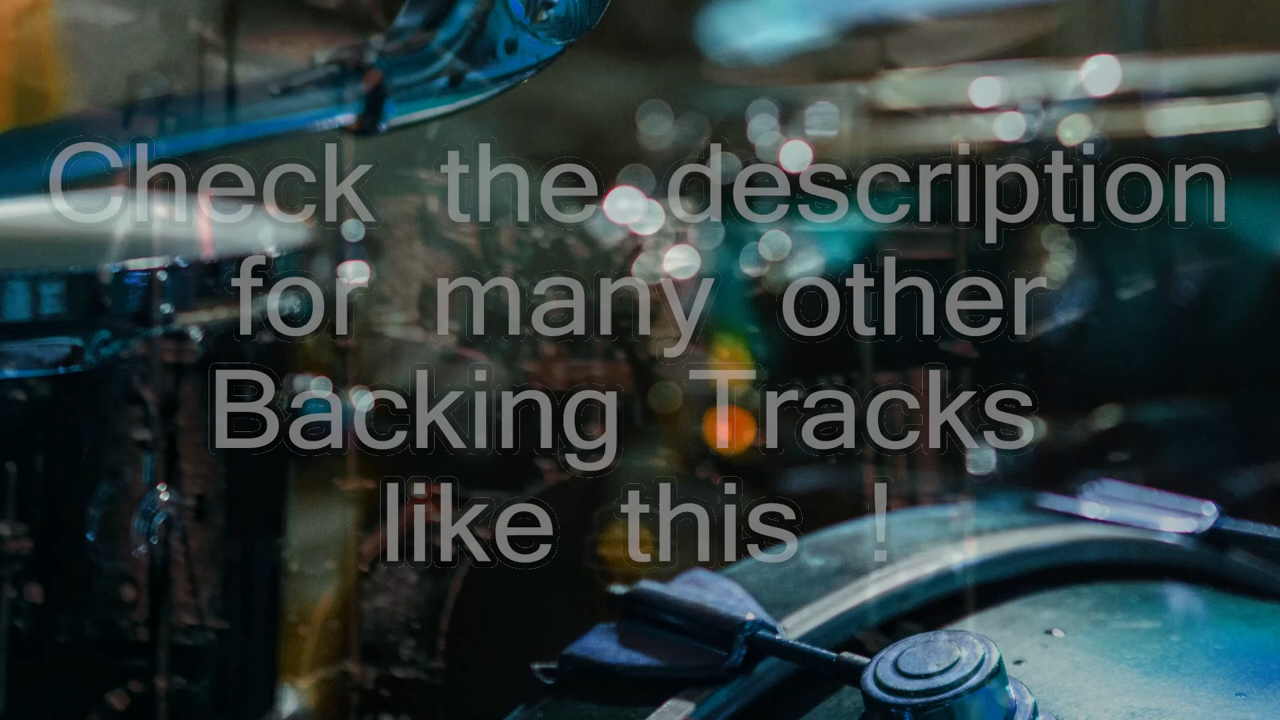 Check the description
for many other
Backing Tracks
like this !